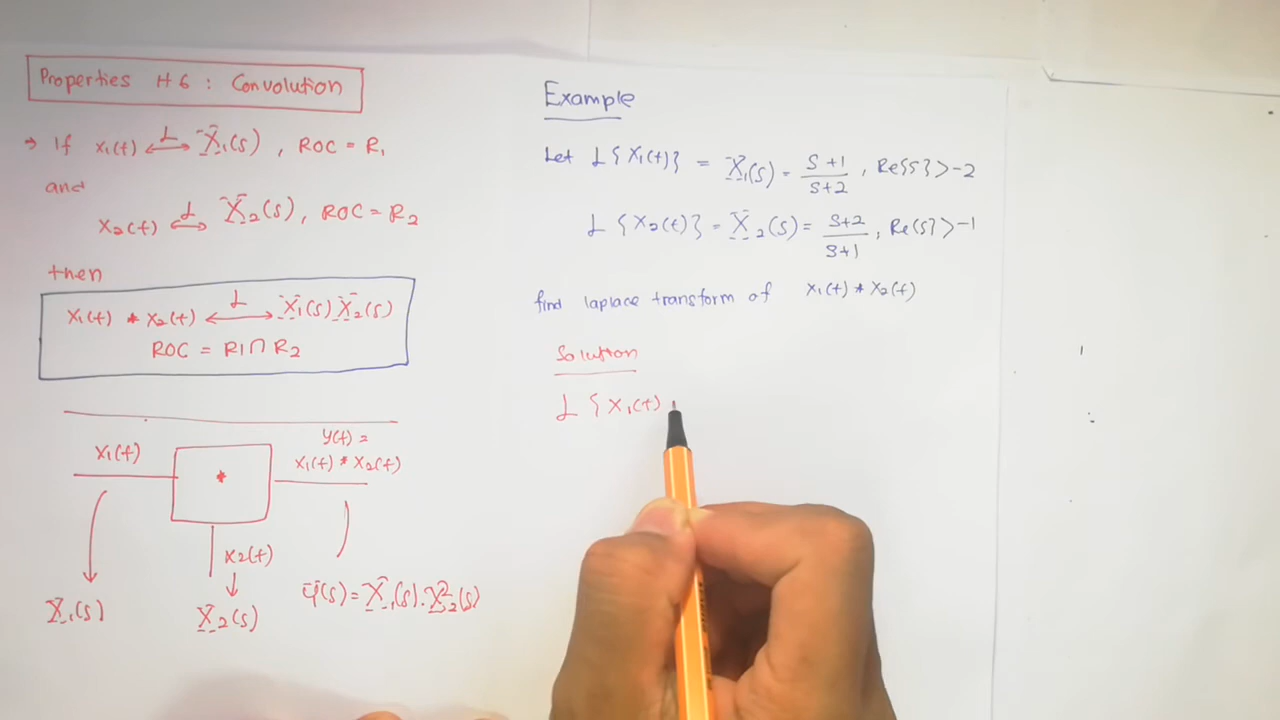 Properties #6 : Convolution
→ If x₁(t) ⟷ X₁(s), ROC = R₁
ℒ
and
x₂(t) ⟷ X₂(s), ROC = R₂
ℒ
then
x₁(t) * x₂(t) ⟷ X₁(s) X₂(s)
ℒ
ROC = R1 ∩ R2
x₁(t)
*
y(t) =
x₁(t) * x₂(t)
x2(t)
X₁(s)
X₂(s)
Y(s) = X₁(s) . X₂(s)
Example
Let ℒ{x₁(t)} = X₁(s) = (s+1)/(s+2), Re{s} > -2
ℒ{x₂(t)} = X₂(s) = (s+2)/(s+1), Re{s} > -1
find laplace transform of x₁(t) * x₂(t)
Solution
ℒ{x₁(t)